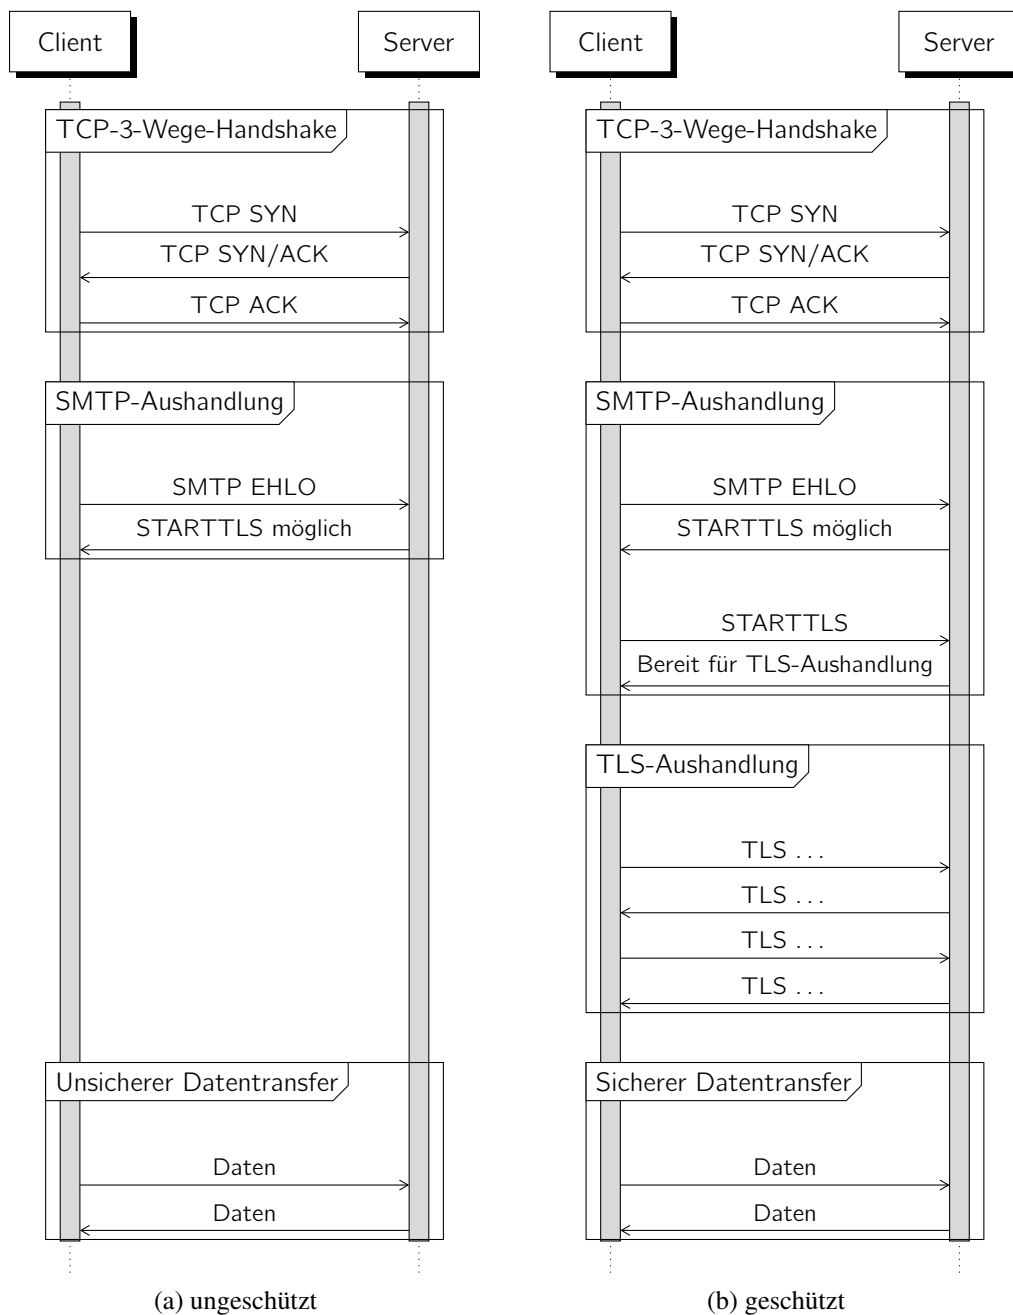 Client
Server
TCP-3-Wege-Handshake
TCP SYN
TCP SYN/ACK
TCP ACK
SMTP-Aushandlung
SMTP EHLO
STARTTLS möglich
Unsicherer Datentransfer
Daten
Daten
(a) ungeschützt
Client
Server
TCP-3-Wege-Handshake
TCP SYN
TCP SYN/ACK
TCP ACK
SMTP-Aushandlung
SMTP EHLO
STARTTLS möglich
STARTTLS
Bereit für TLS-Aushandlung
TLS-Aushandlung
TLS ...
TLS ...
TLS ...
TLS ...
Sicherer Datentransfer
Daten
Daten
(b) geschützt